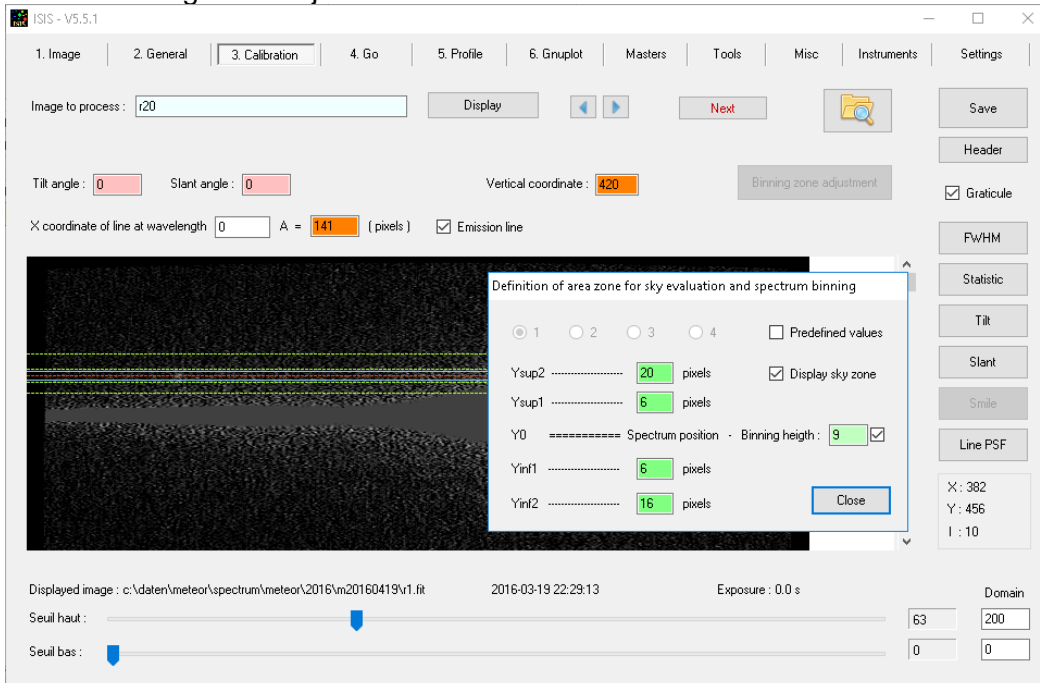 ISIS - V5.5.1
1. Image 2. General 3. Calibration 4. Go 5. Profile 6. Gnuplot Masters Tools Misc Instruments Settings
Image to process : r20 Display Next Save
Header
Tilt angle : 0 Slant angle : 0 Vertical coordinate : 420 Binning zone adjustment Graticule
X coordinate of line at wavelength 0 A = 141 ( pixels ) Emission line
FWHM
Definition of area zone for sky evaluation and spectrum binning
Statistic
1 2 3 4 Predefined values
Tilt
Ysup2 -------------------- 20 pixels Display sky zone
Slant
Ysup1 -------------------- 6 pixels
Smile
Y0 =========== Spectrum position - Binning heigth : 9
Line PSF
Yinf1 -------------------- 6 pixels
Yinf2 -------------------- 16 pixels Close
X : 382
Y : 456
I : 10
Displayed image : c:\daten\meteor\spectrum\meteor\2016\m20160419\r1.fit 2016-03-19 22:29:13 Exposure : 0.0 s Domain
Seuil haut : 63 200
Seuil bas : 0 0